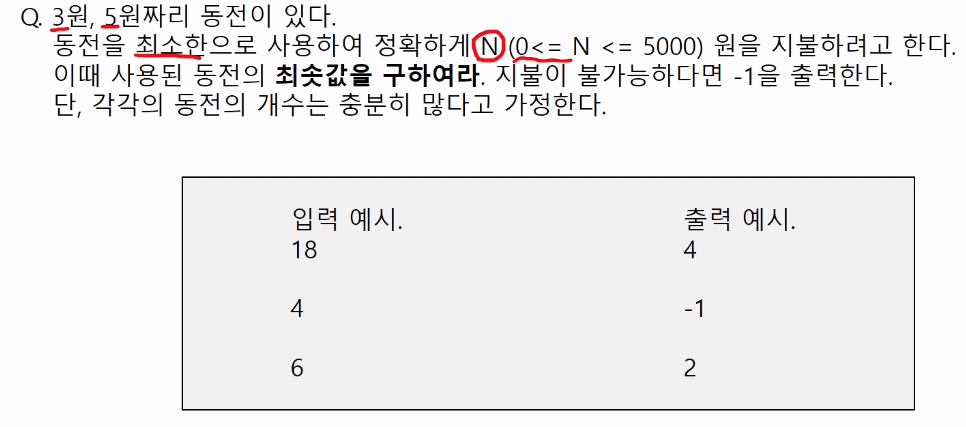 Q. 3원, 5원짜리 동전이 있다.
동전을 최소한으로 사용하여 정확하게 N (0<= N <= 5000) 원을 지불하려고 한다.
이때 사용된 동전의 최솟값을 구하여라. 지불이 불가능하다면 -1을 출력한다.
단, 각각의 동전의 개수는 충분히 많다고 가정한다.
입력 예시. 출력 예시.
18 4
4 -1
6 2